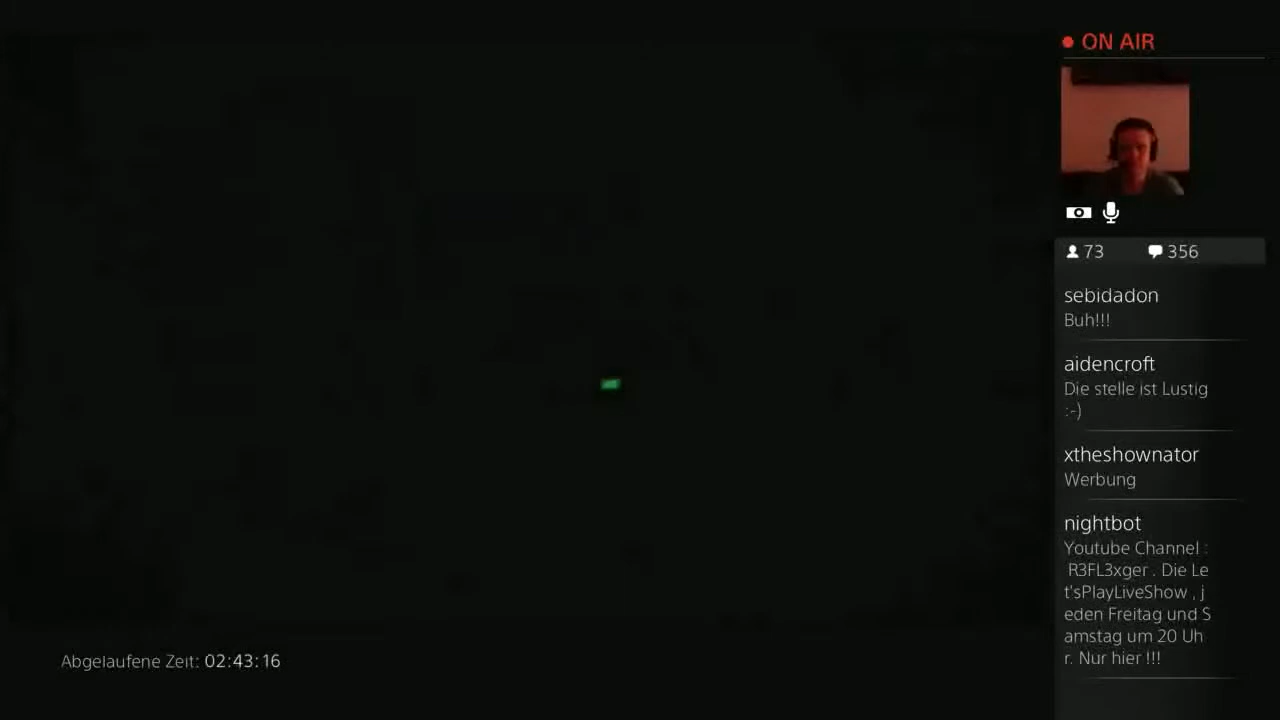 ON AIR
73 356
sebidadon
Buh!!!
aidencroft
Die stelle ist Lustig
:-)
xtheshownator
Werbung
nightbot
Youtube Channel :
R3FL3xger . Die Le
t'sPlayLiveShow , j
eden Freitag und S
amstag um 20 Uh
r. Nur hier !!!
Abgelaufene Zeit: 02:43:16